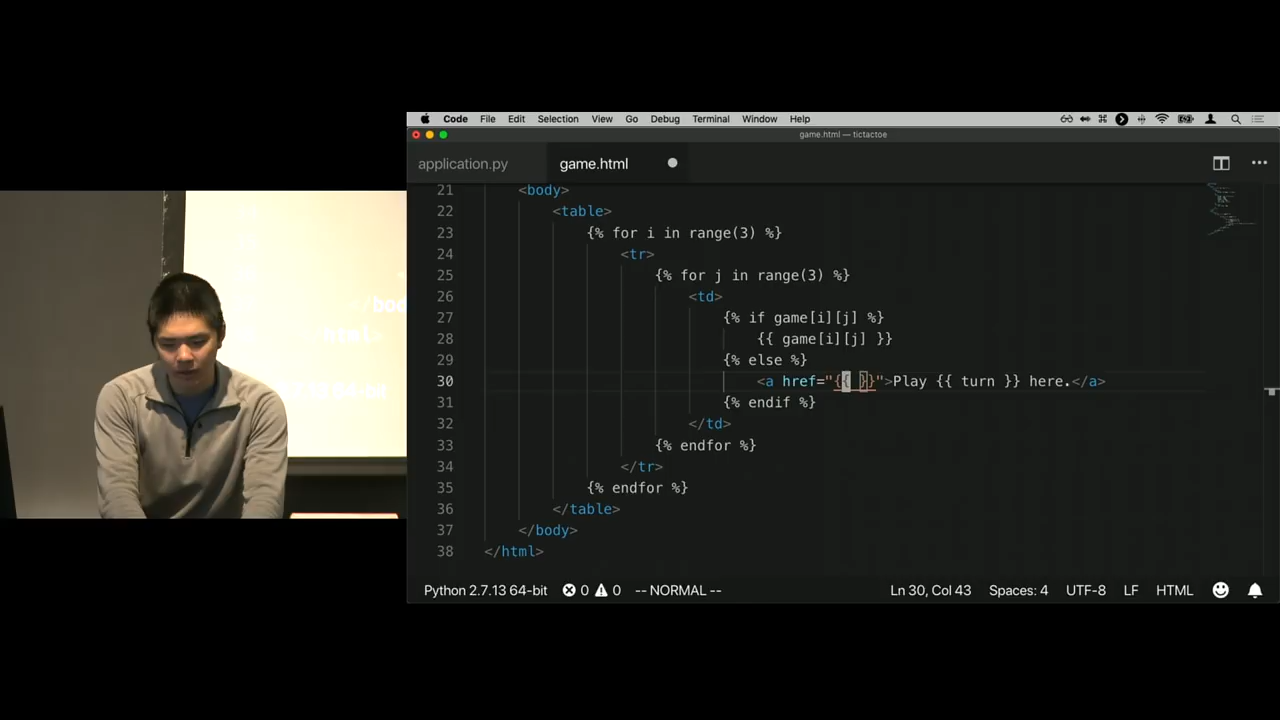 Code File Edit Selection View Go Debug Terminal Window Help
game.html — tictactoe
application.py game.html
21 <body>
22 <table>
23 {% for i in range(3) %}
24 <tr>
25 {% for j in range(3) %}
26 <td>
27 {% if game[i][j] %}
28 {{ game[i][j] }}
29 {% else %}
30 <a href="{{ }}">Play {{ turn }} here.</a>
31 {% endif %}
32 </td>
33 {% endfor %}
34 </tr>
35 {% endfor %}
36 </table>
37 </body>
38 </html>
Python 2.7.13 64-bit 0 0 -- NORMAL -- Ln 30, Col 43 Spaces: 4 UTF-8 LF HTML
</bod
html>